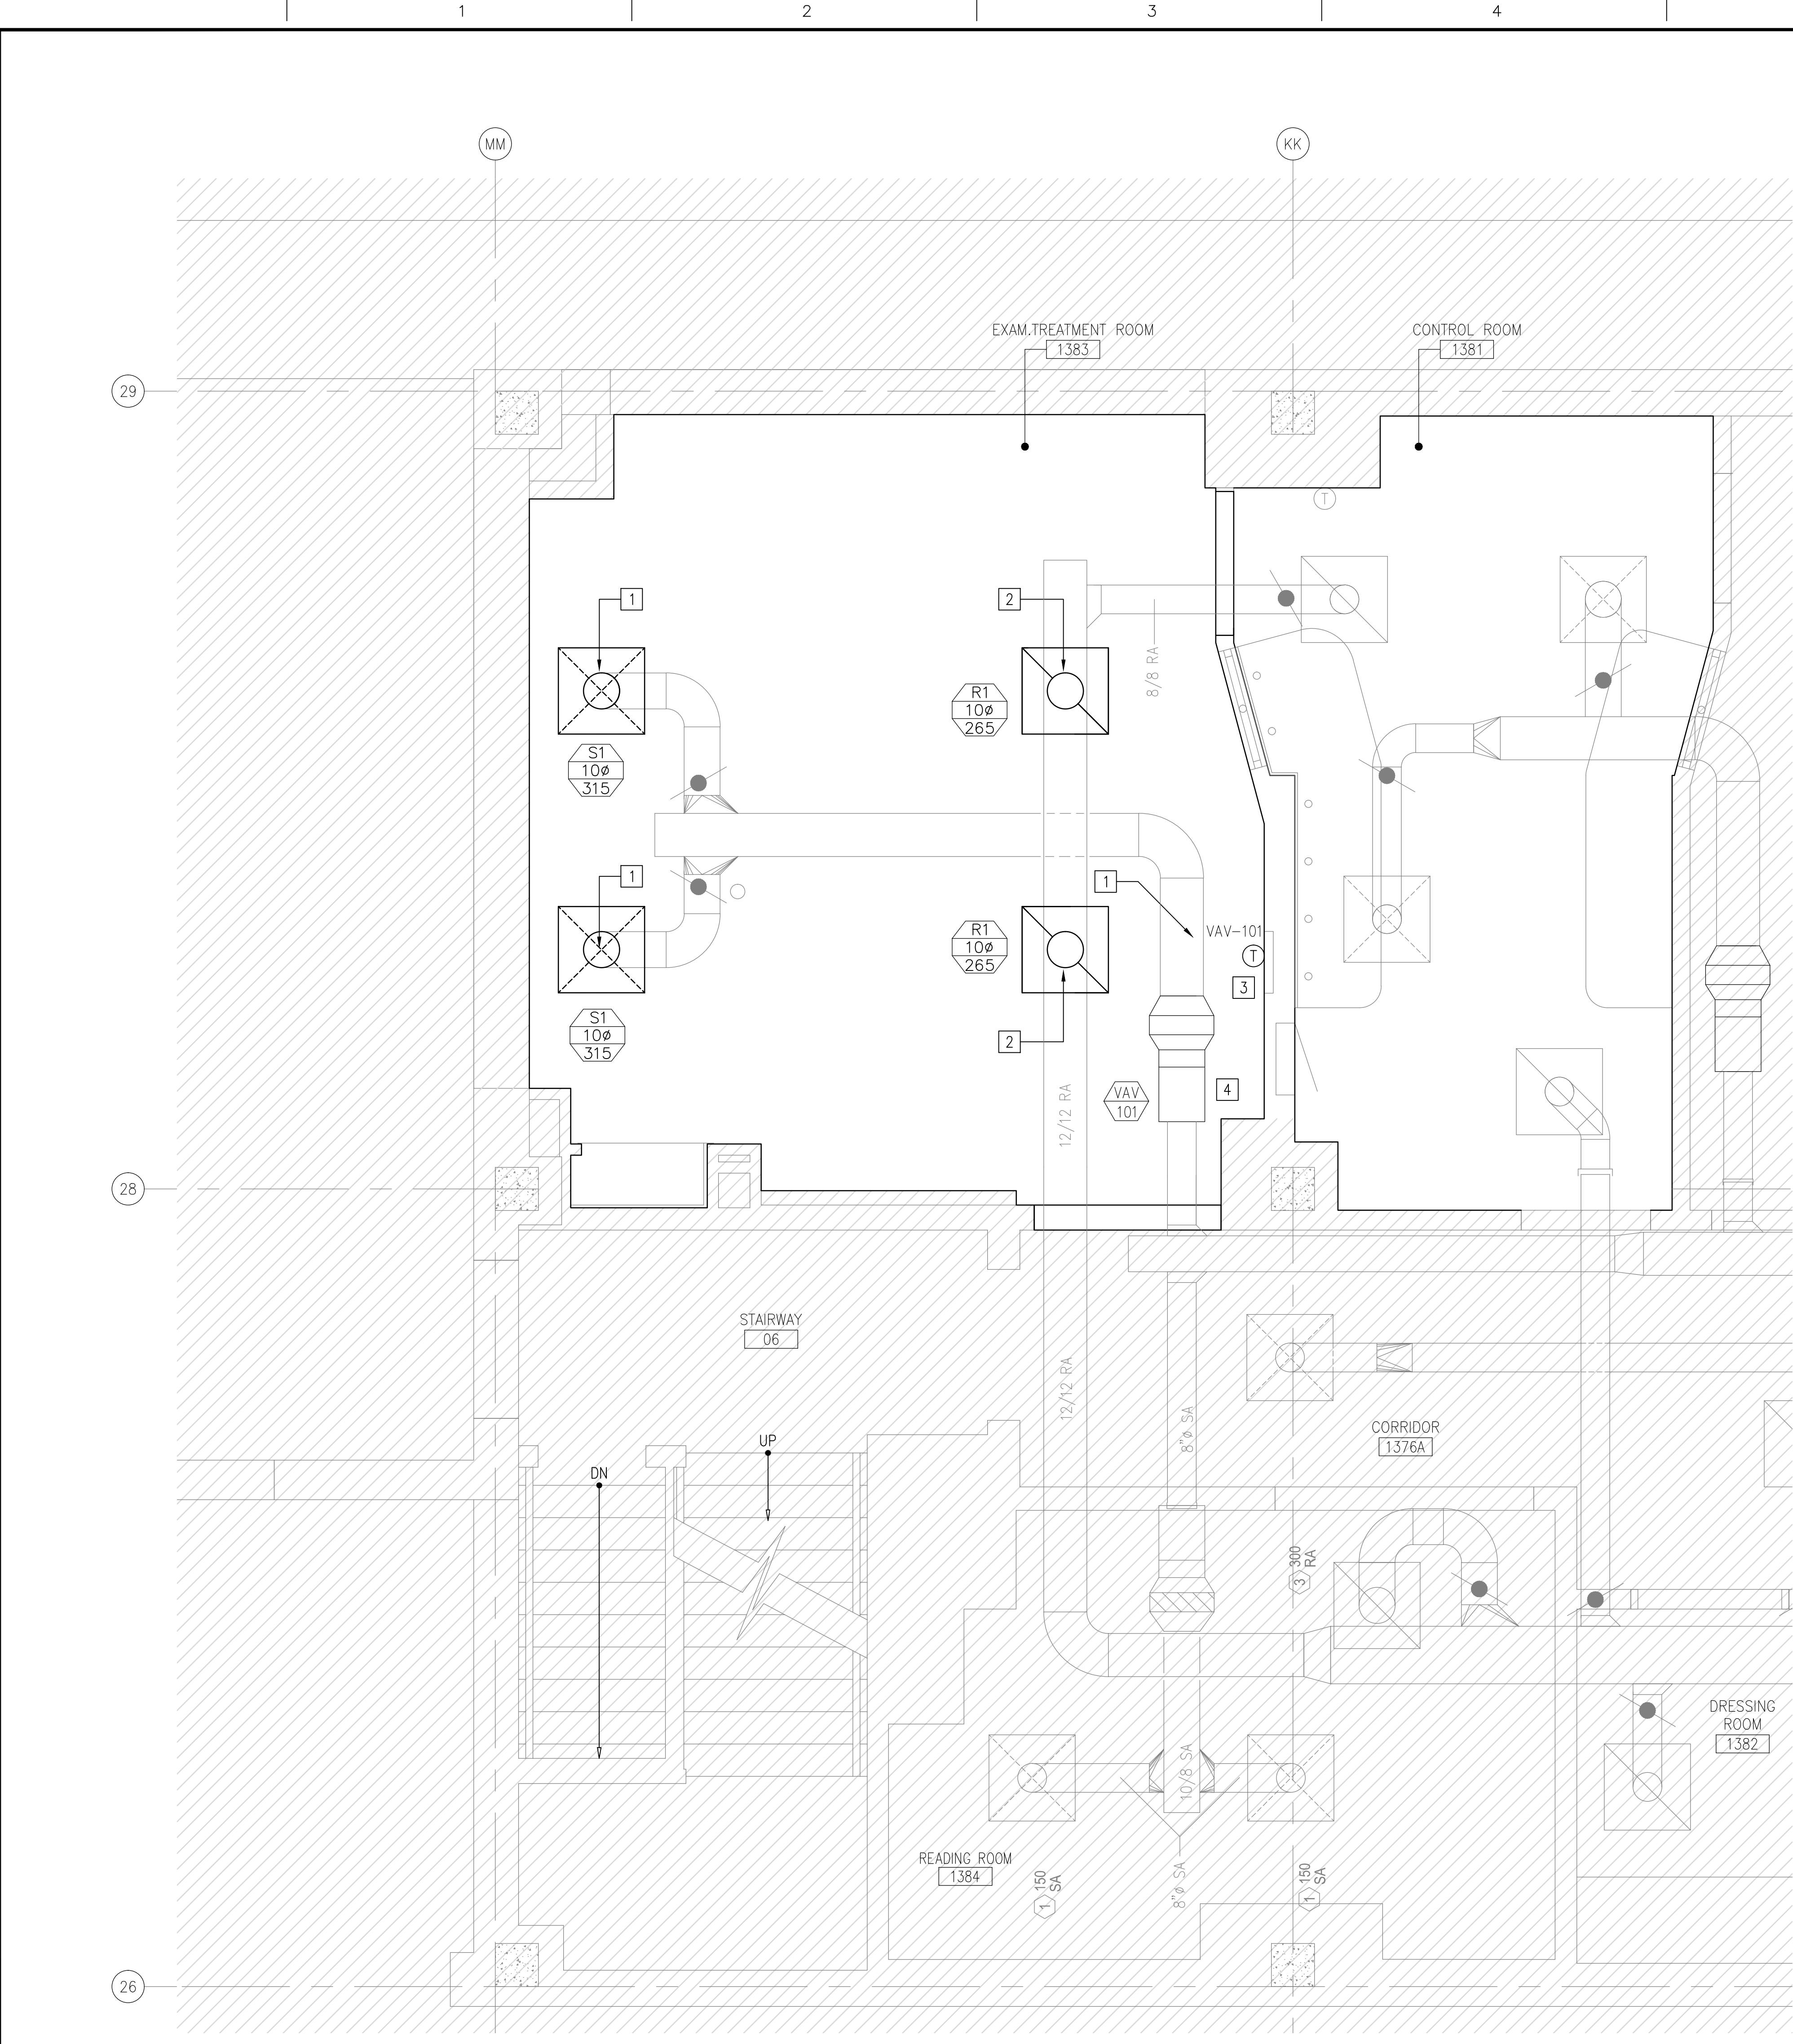 1 2 3 4
MM KK
EXAM.TREATMENT ROOM
1383
CONTROL ROOM
1381
29
T
1
2
8/8 RA
R1
10ø
265
S1
10ø
315
1
1
VAV-101
T
3
R1
10ø
265
S1
10ø
315
2
VAV
101
4
12/12 RA
28
STAIRWAY
06
12/12 RA
8"ø SA
CORRIDOR
1376A
UP
DN
3 300
RA
DRESSING
ROOM
1382
10/8 SA
READING ROOM
1384
1 150
SA
8"ø SA
1 150
SA
26